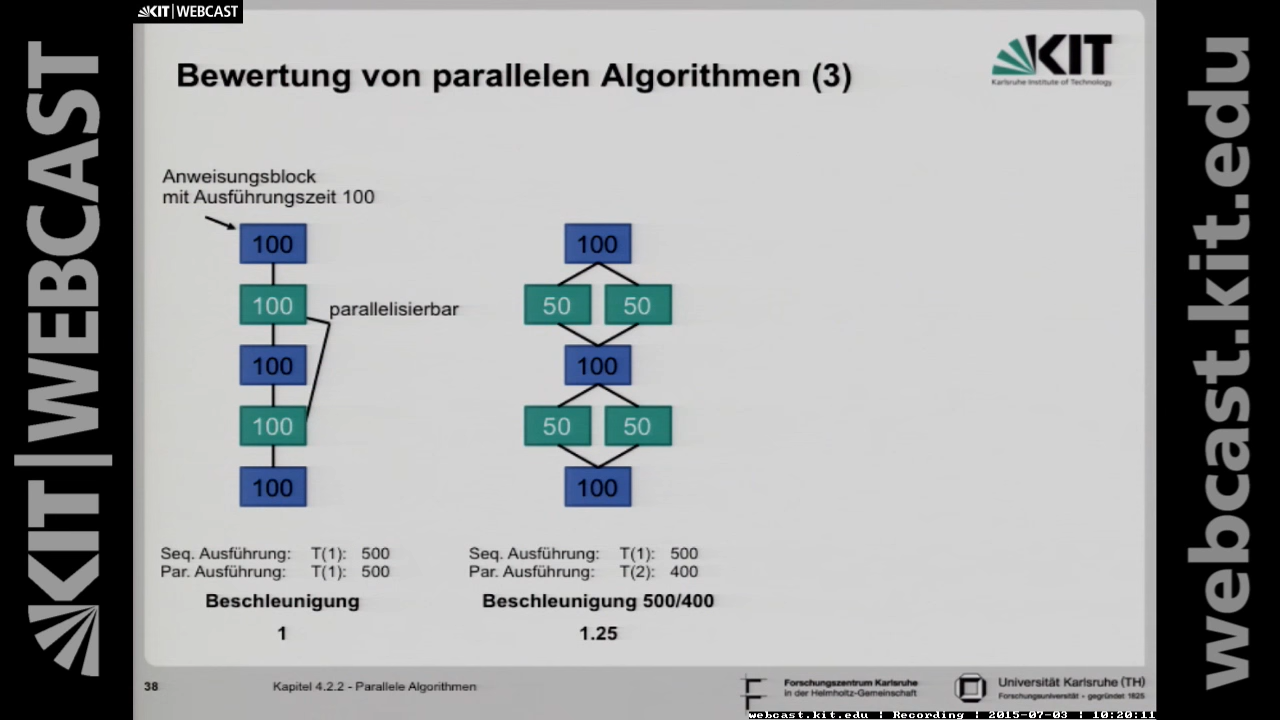 KIT | WEBCAST
KIT|WEBCAST
webcast.kit.edu
Bewertung von parallelen Algorithmen (3)
KIT
Karlsruhe Institute of Technology
Anweisungsblock
mit Ausführungszeit 100
100
100
parallelisierbar
100
100
100
100
50 50
100
50 50
100
Seq. Ausführung: T(1): 500
Par. Ausführung: T(1): 500
Beschleunigung
1
Seq. Ausführung: T(1): 500
Par. Ausführung: T(2): 400
Beschleunigung 500/400
1.25
38
Kapitel 4.2.2 - Parallele Algorithmen
Forschungszentrum Karlsruhe
in der Helmholtz-Gemeinschaft
Universität Karlsruhe (TH)
Forschungsuniversität • gegründet 1825
webcast.kit.edu | Recording | 2015-07-03 | 10:20:11